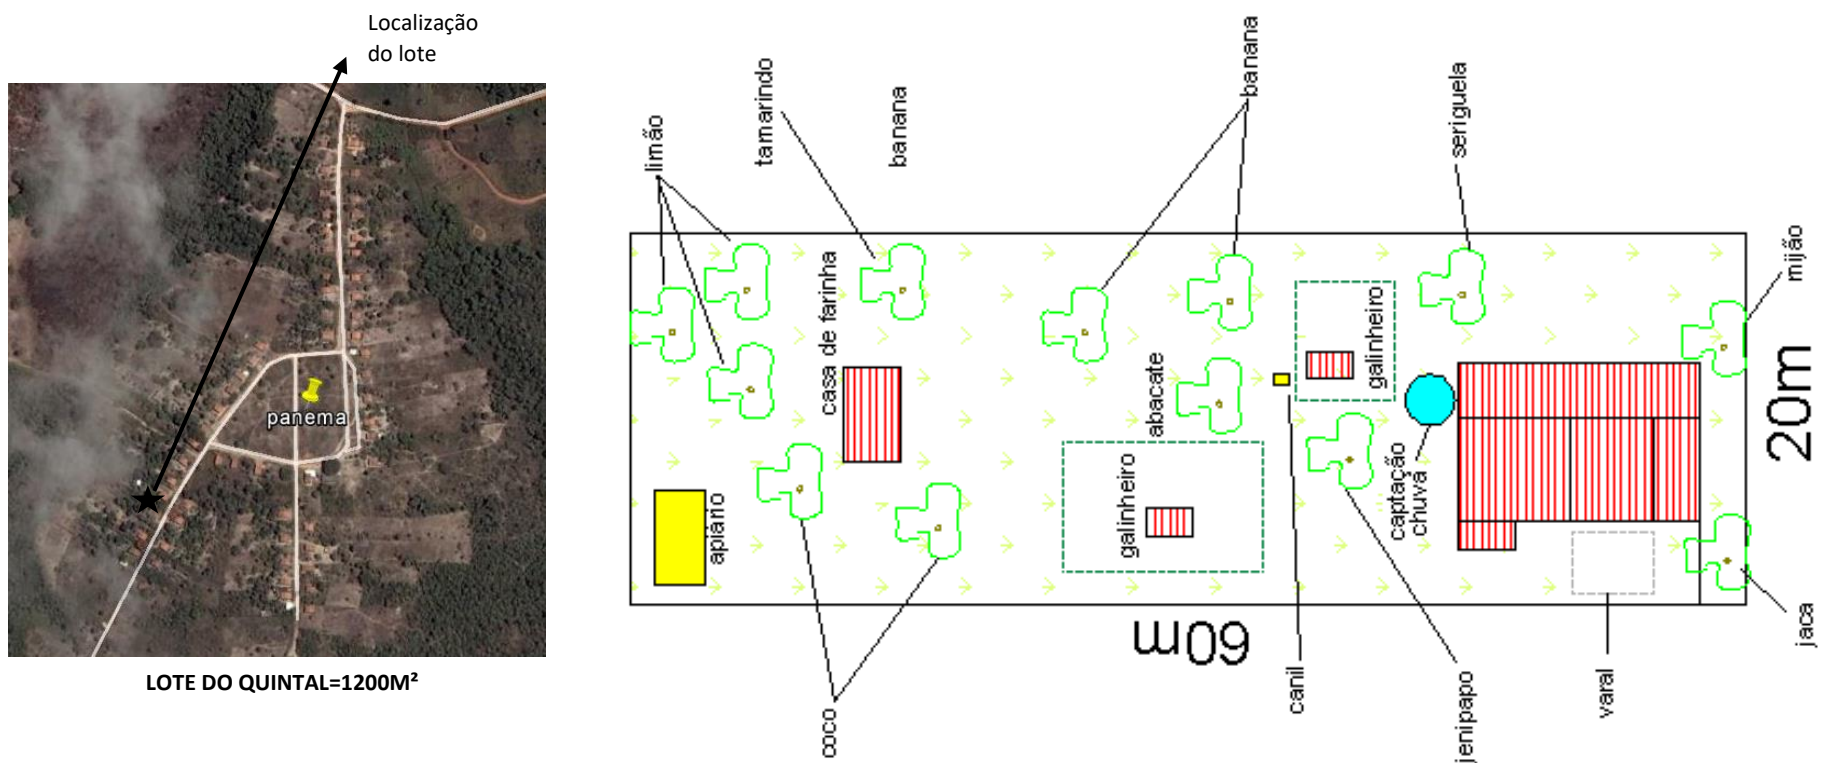 Localização
do lote
panema
LOTE DO QUINTAL=1200M²
limão
tamarindo
banana
banana
seriguela
mijão
casa de farinha
abacate
galinheiro
apiário
galinheiro
captação
chuva
20m
60m
coco
canil
jenipapo
varal
jaca